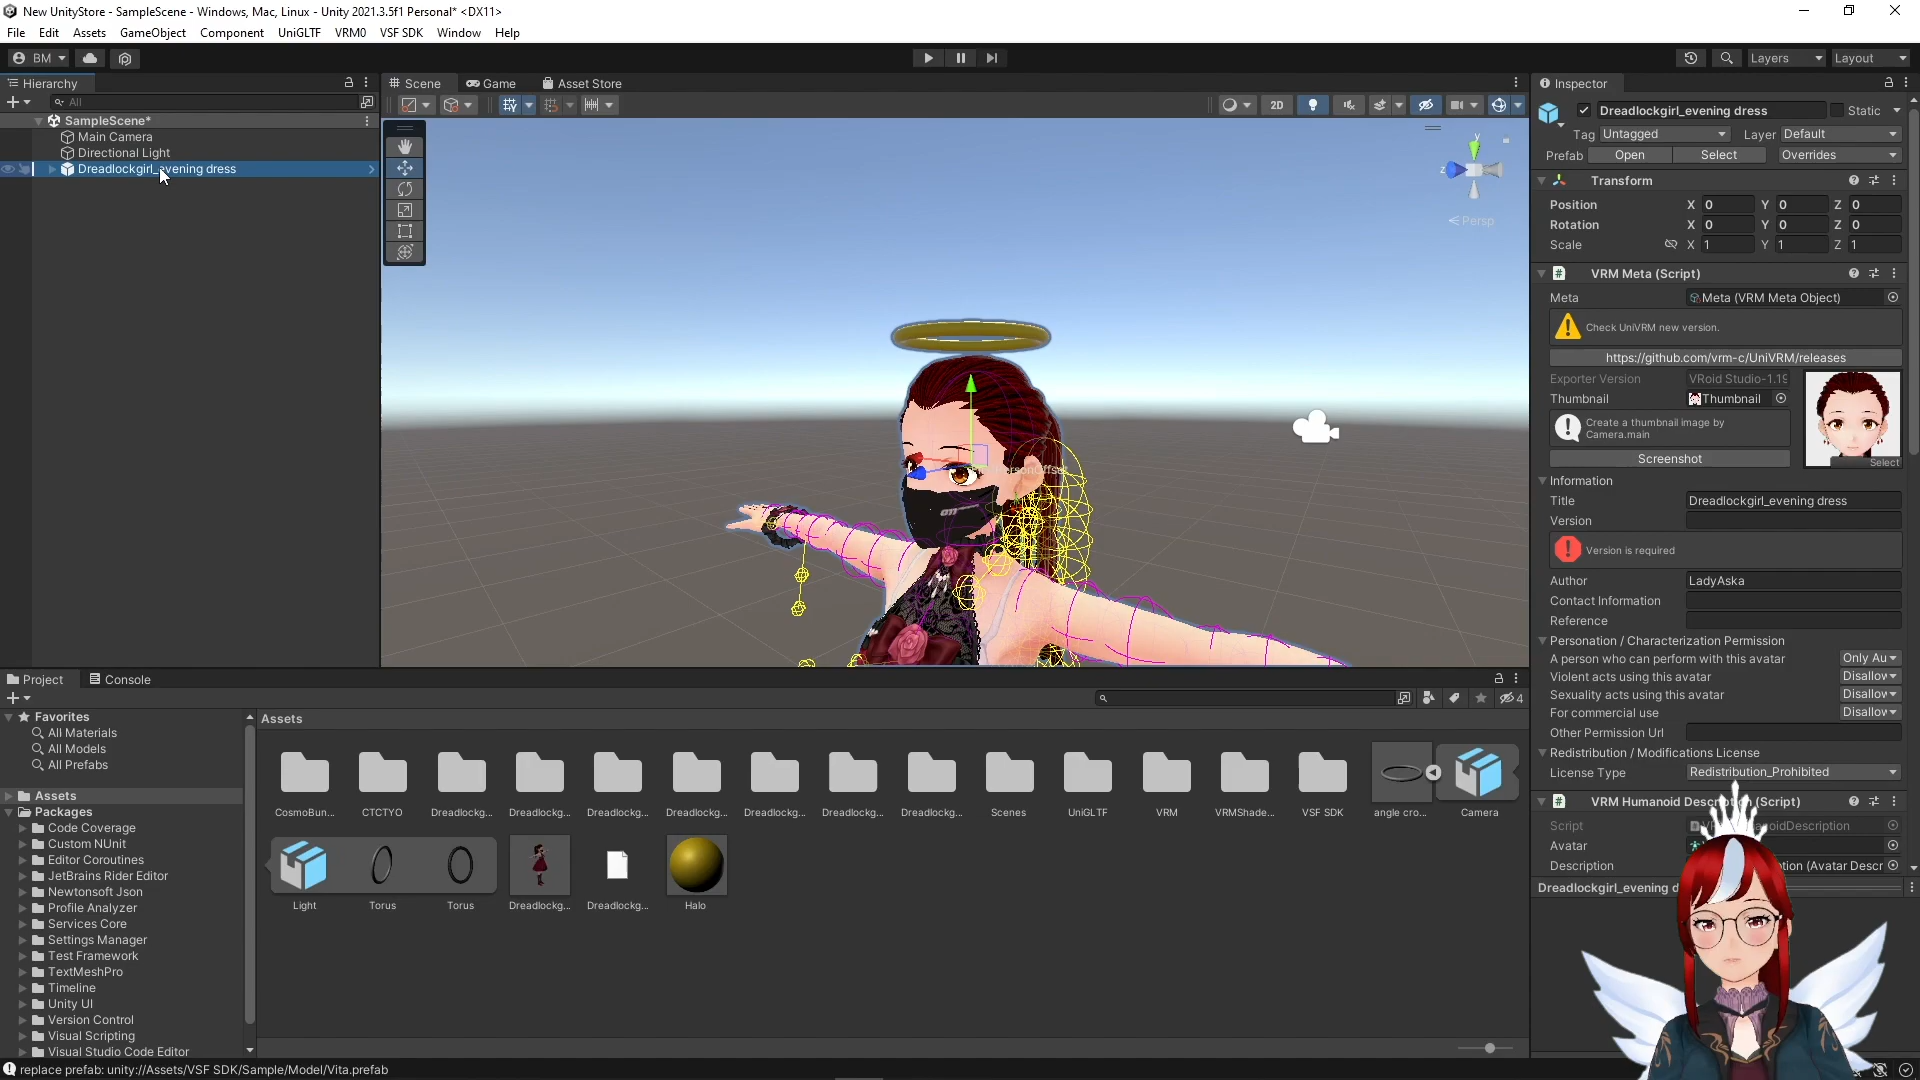 New UnityStore - SampleScene - Windows, Mac, Linux - Unity 2021.3.5f1 Personal* <DX11>
File Edit Assets GameObject Component UniGLTF VRM0 VSF SDK Window Help
BM
Layers Layout
Hierarchy
All
SampleScene*
Main Camera
Directional Light
Dreadlockgirl_evening dress
Scene Game Asset Store
2D
y
z
Persp
Inspector
Dreadlockgirl_evening dress Static
Tag Untagged Layer Default
Prefab Open Select Overrides
Transform
Position X 0 Y 0 Z 0
Rotation X 0 Y 0 Z 0
Scale X 1 Y 1 Z 1
VRM Meta (Script)
Meta Meta (VRM Meta Object)
Check UniVRM new version.
https://github.com/vrm-c/UniVRM/releases
Exporter Version VRoid Studio-1.19
Thumbnail Thumbnail
Create a thumbnail image by
Camera.main
Screenshot
Select
Information
Title Dreadlockgirl_evening dress
Version
Version is required
Author LadyAska
Contact Information
Reference
Personation / Characterization Permission
A person who can perform with this avatar Only Au
Violent acts using this avatar Disallow
Sexuality acts using this avatar Disallow
For commercial use Disallow
Other Permission Url
Redistribution / Modifications License
License Type Redistribution_Prohibited
VRM Humanoid Description (Script)
Script
Avatar
Description tion (Avatar Descr
Dreadlockgirl_evening d
Project Console
4
Favorites
All Materials
All Models
All Prefabs
Assets
Packages
Code Coverage
Custom NUnit
Editor Coroutines
JetBrains Rider Editor
Newtonsoft Json
Profile Analyzer
Services Core
Settings Manager
Test Framework
TextMeshPro
Timeline
Unity UI
Version Control
Visual Scripting
Visual Studio Code Editor
Assets
CosmoBun... CTCTYO Dreadlockg... Dreadlockg... Dreadlockg... Dreadlockg... Dreadlockg... Dreadlockg... Dreadlockg... Scenes UniGLTF VRM VRMShade... VSF SDK angle cro... Camera
Light Torus Torus Dreadlockg... Dreadlockg... Halo
replace prefab: unity://Assets/VSF SDK/Sample/Model/Vita.prefab